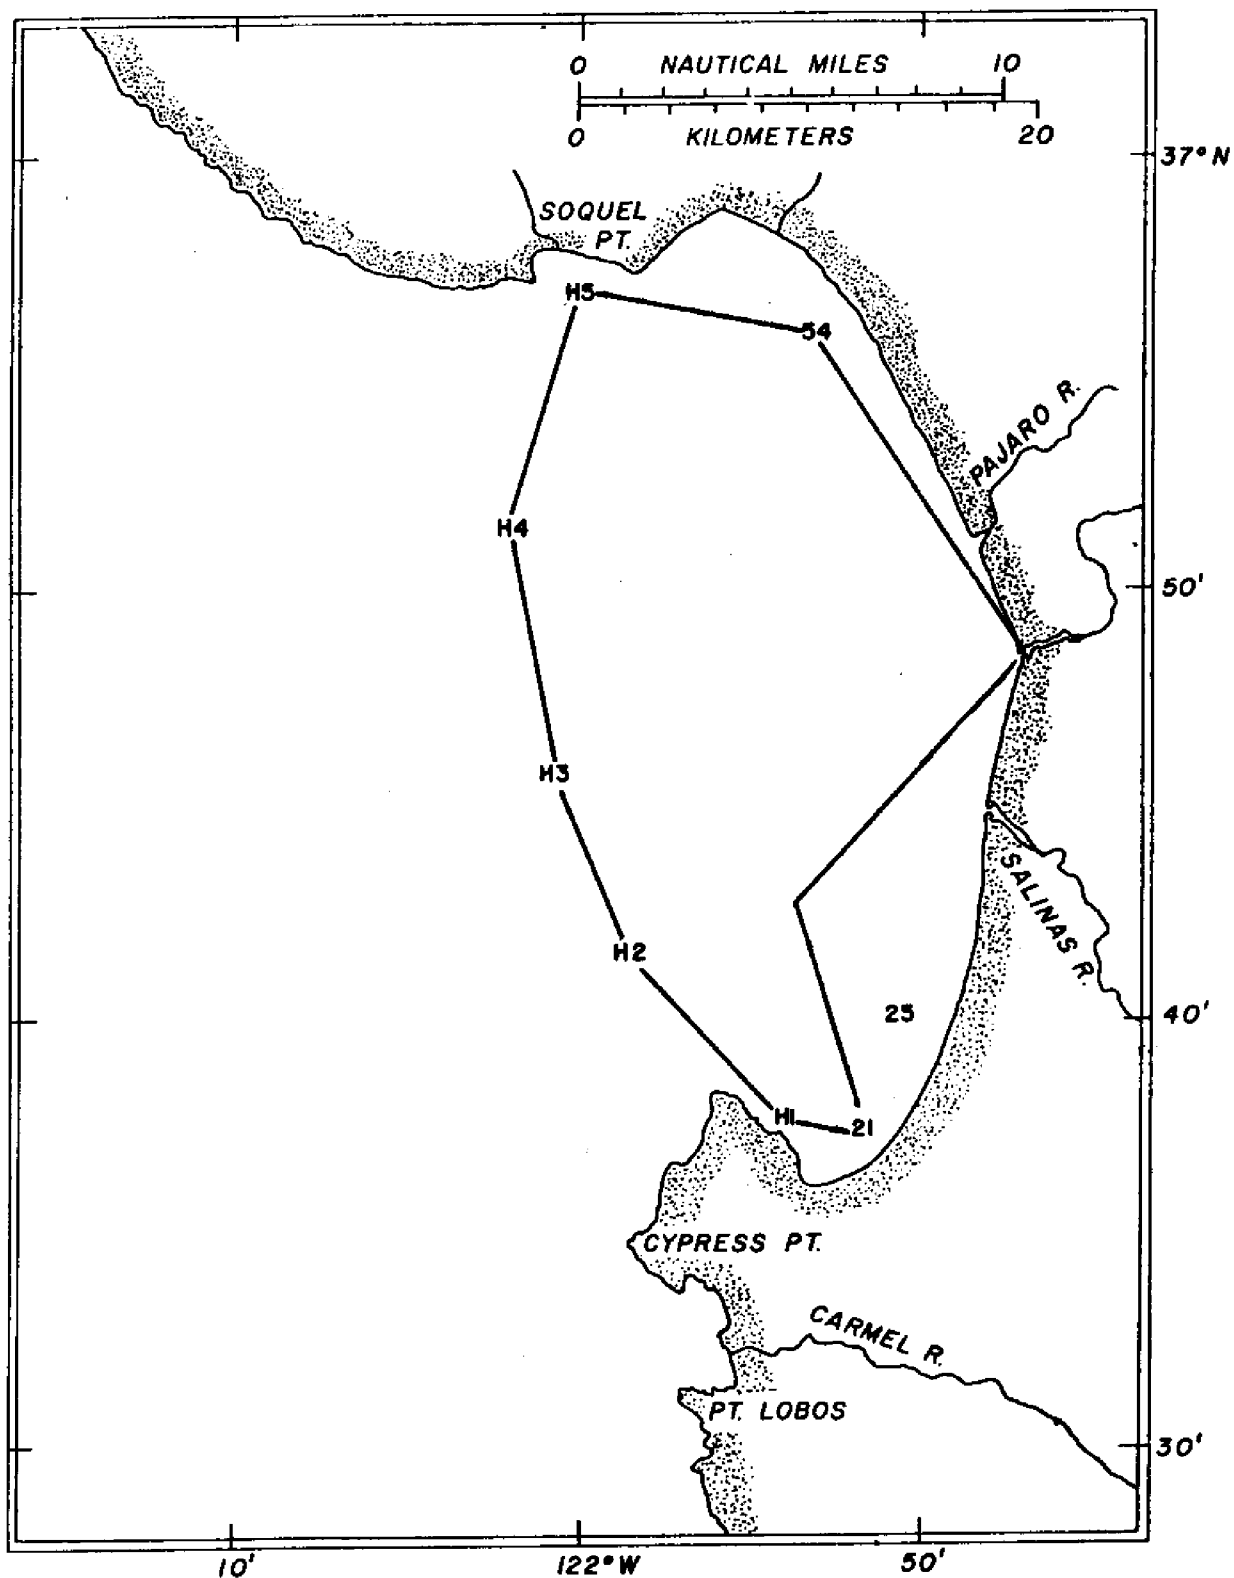 0 NAUTICAL MILES 10
0 KILOMETERS 20
37° N
SOQUEL
PT.
H5
54
PAJARO R.
H4
50'
H3
SALINAS R.
H2
25
40'
H1
21
CYPRESS PT.
CARMEL R.
PT. LOBOS
30'
10' 122° W 50'